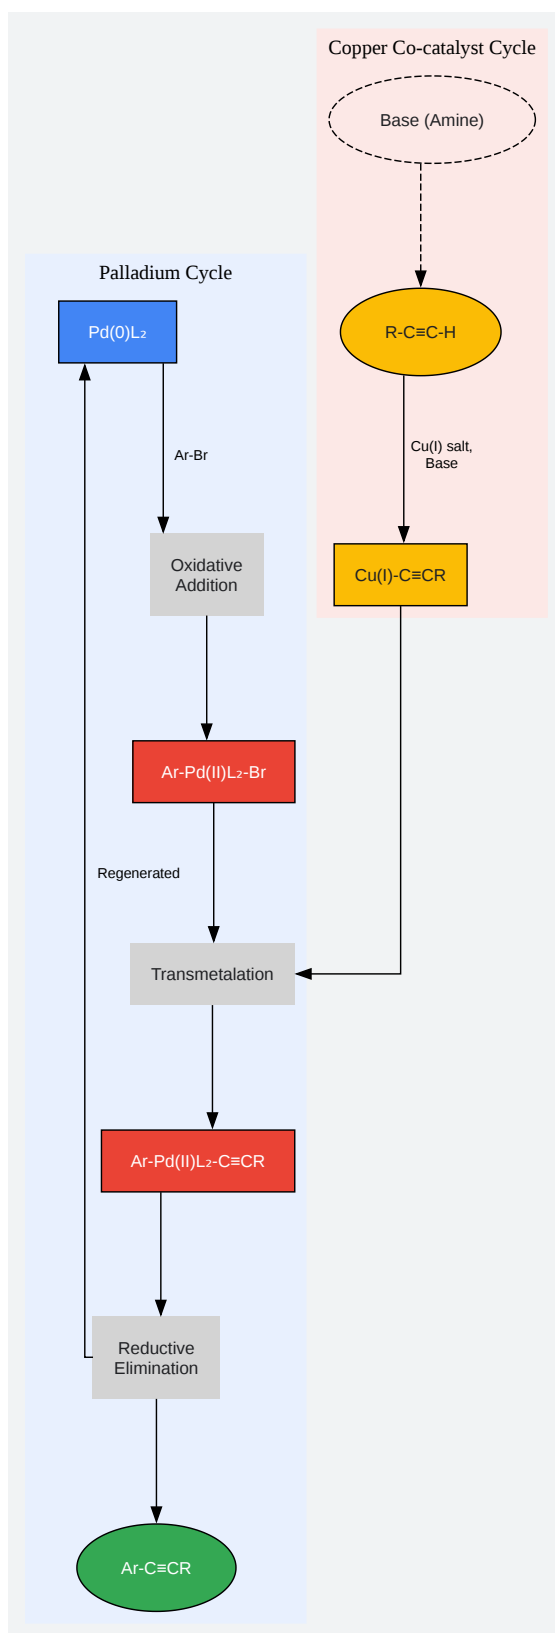 Copper Co-catalyst Cycle
Base (Amine)
Palladium Cycle
Pd(0)L₂
R-C≡C-H
Ar-Br
Cu(I) salt,
Base
Oxidative
Addition
Cu(I)-C≡CR
Ar-Pd(II)L₂-Br
Regenerated
Transmetalation
Ar-Pd(II)L₂-C≡CR
Reductive
Elimination
Ar-C≡CR